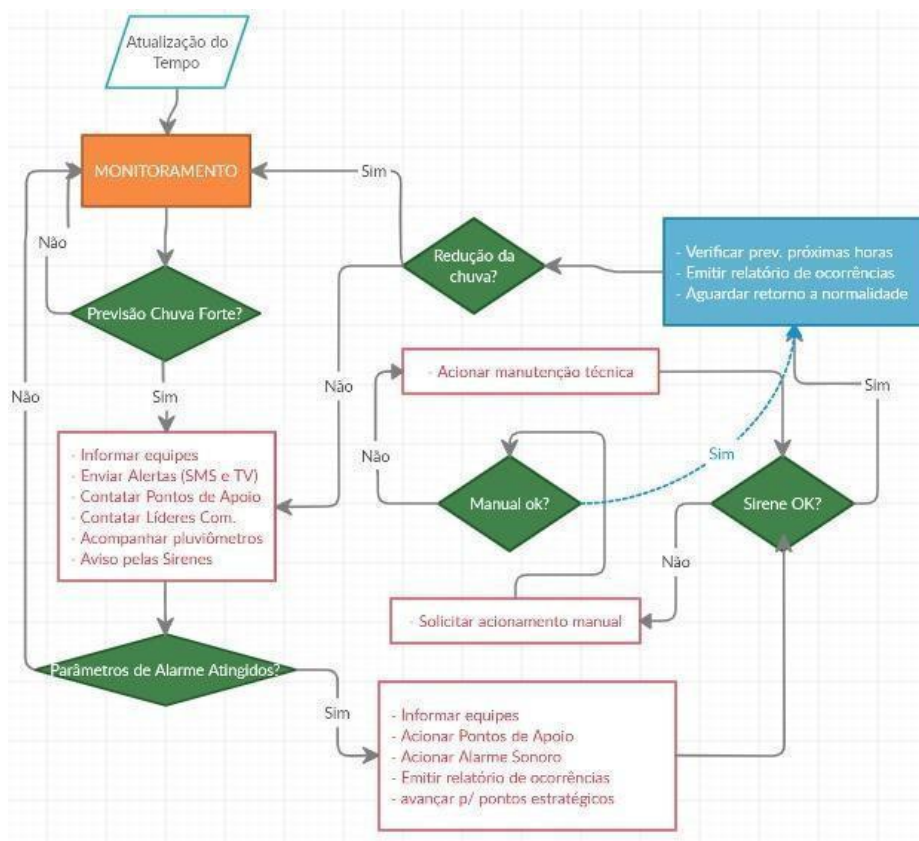 Atualização do
Tempo
MONITORAMENTO
Sim
Não
Redução da
chuva?
- Verificar prev. próximas horas
- Emitir relatório de ocorrências
- Aguardar retorno a normalidade
Previsão Chuva Forte?
- Acionar manutenção técnica
Não
Sim
Não
Sim
- Informar equipes
- Enviar Alertas (SMS e TV)
- Contatar Pontos de Apoio
- Contatar Líderes Com.
- Acompanhar pluviômetros
- Aviso pelas Sirenes
Não
Sim
Manual ok?
Sirene OK?
Não
- Solicitar acionamento manual
Parâmetros de Alarme Atingidos?
Sim
- Informar equipes
- Acionar Pontos de Apoio
- Acionar Alarme Sonoro
- Emitir relatório de ocorrências
- avançar p/ pontos estratégicos